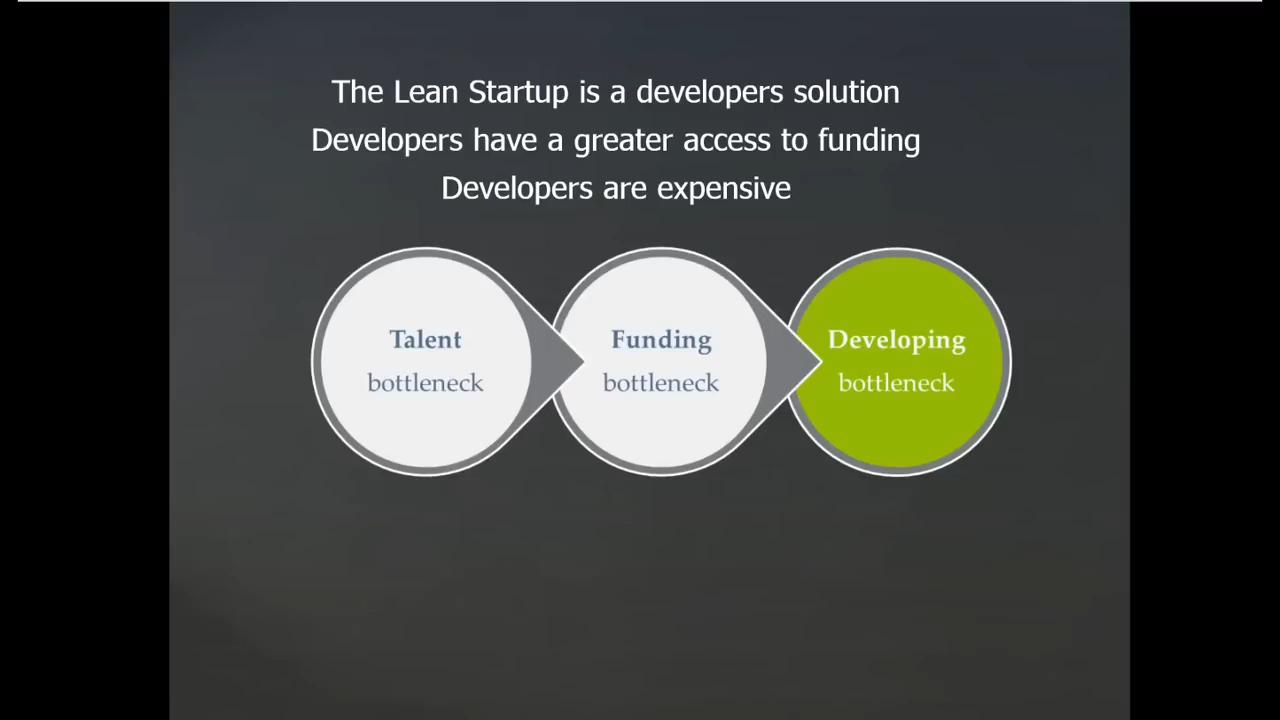 The Lean Startup is a developers solution
Developers have a greater access to funding
Developers are expensive
Talent
bottleneck
Funding
bottleneck
Developing
bottleneck